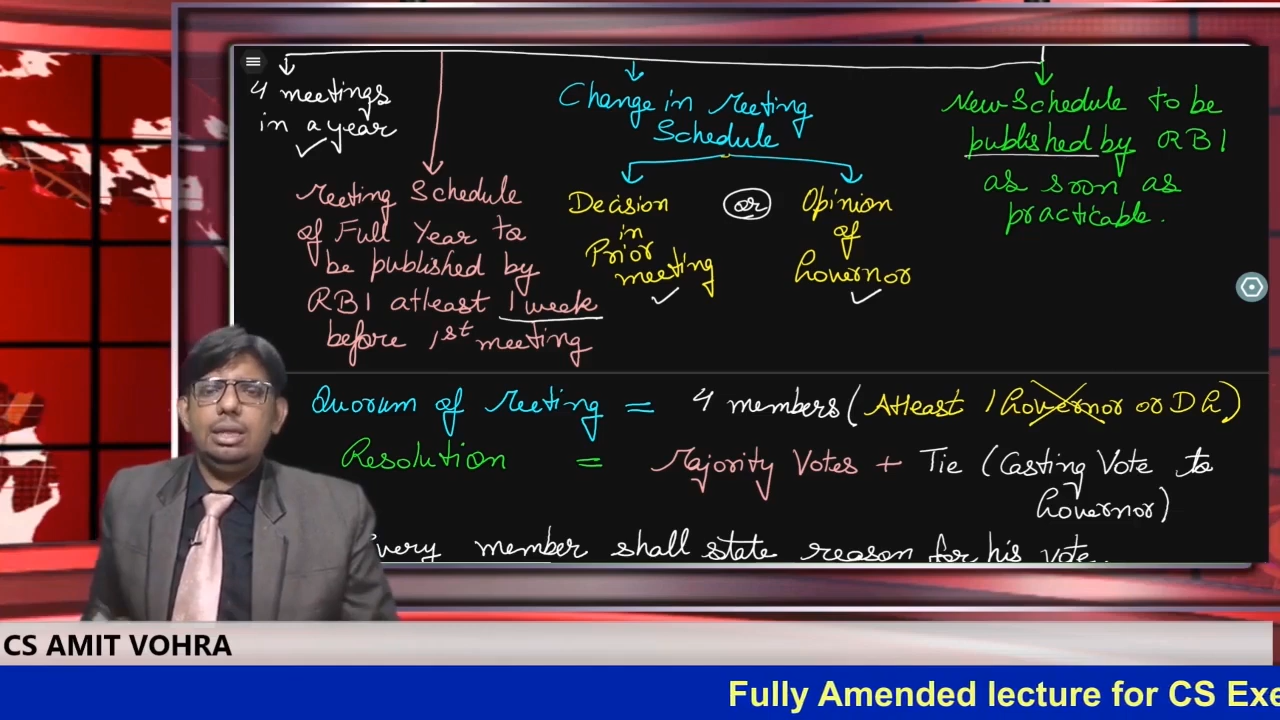 4 meetings
in a year
Meeting Schedule
of Full Year to
be published by
RBI atleast 1 week
before 1st meeting
Change in Meeting
Schedule
Decision
in
Prior
meeting
or
Opinion
of
Governor
New Schedule to be
published by RBI
as soon as
practicable.
Quorum of Meeting = 4 members (Atleast 1 Governor or DG)
Resolution = Majority Votes + Tie (Casting Vote to
Governor)
Every member shall state reason for his vote.
CS AMIT VOHRA
Fully Amended lecture for CS Exe